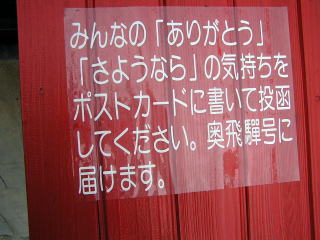 みんなの「ありがとう」
「さようなら」の気持ちを
ポストカードに書いて投函
してください。奥飛驒号に
届けます。